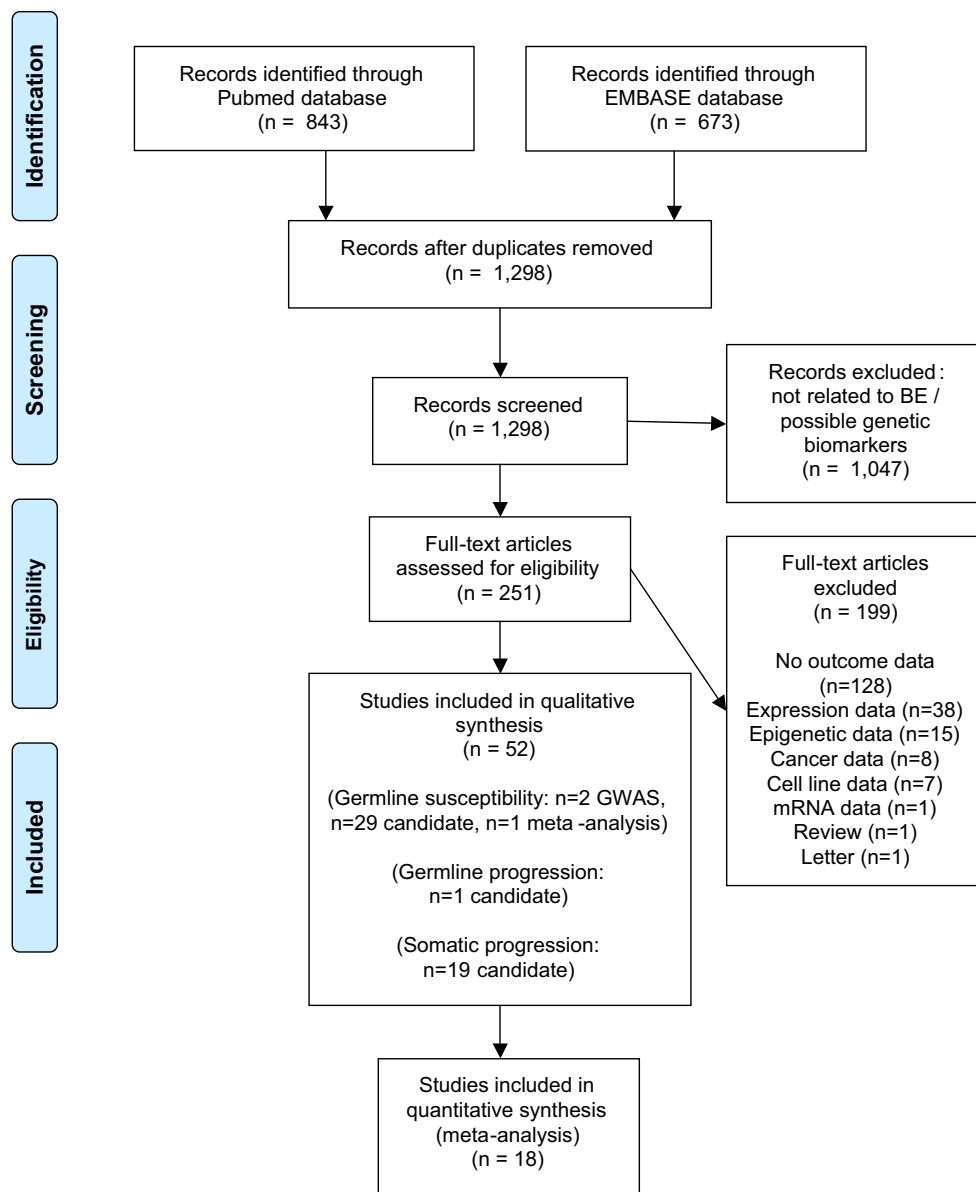 Identification
Records identified through
Pubmed database
(n = 843)
Records identified through
EMBASE database
(n = 673)
Records after duplicates removed
(n = 1,298)
Screening
Records screened
(n = 1,298)
Records excluded:
not related to BE /
possible genetic
biomarkers
(n = 1,047)
Eligibility
Full-text articles
assessed for eligibility
(n = 251)
Full-text articles
excluded
(n = 199)
No outcome data
(n=128)
Expression data (n=38)
Epigenetic data (n=15)
Cancer data (n=8)
Cell line data (n=7)
mRNA data (n=1)
Review (n=1)
Letter (n=1)
Included
Studies included in qualitative
synthesis
(n = 52)
(Germline susceptibility: n=2 GWAS,
n=29 candidate, n=1 meta-analysis)
(Germline progression:
n=1 candidate)
(Somatic progression:
n=19 candidate)
Studies included in
quantitative synthesis
(meta-analysis)
(n = 18)